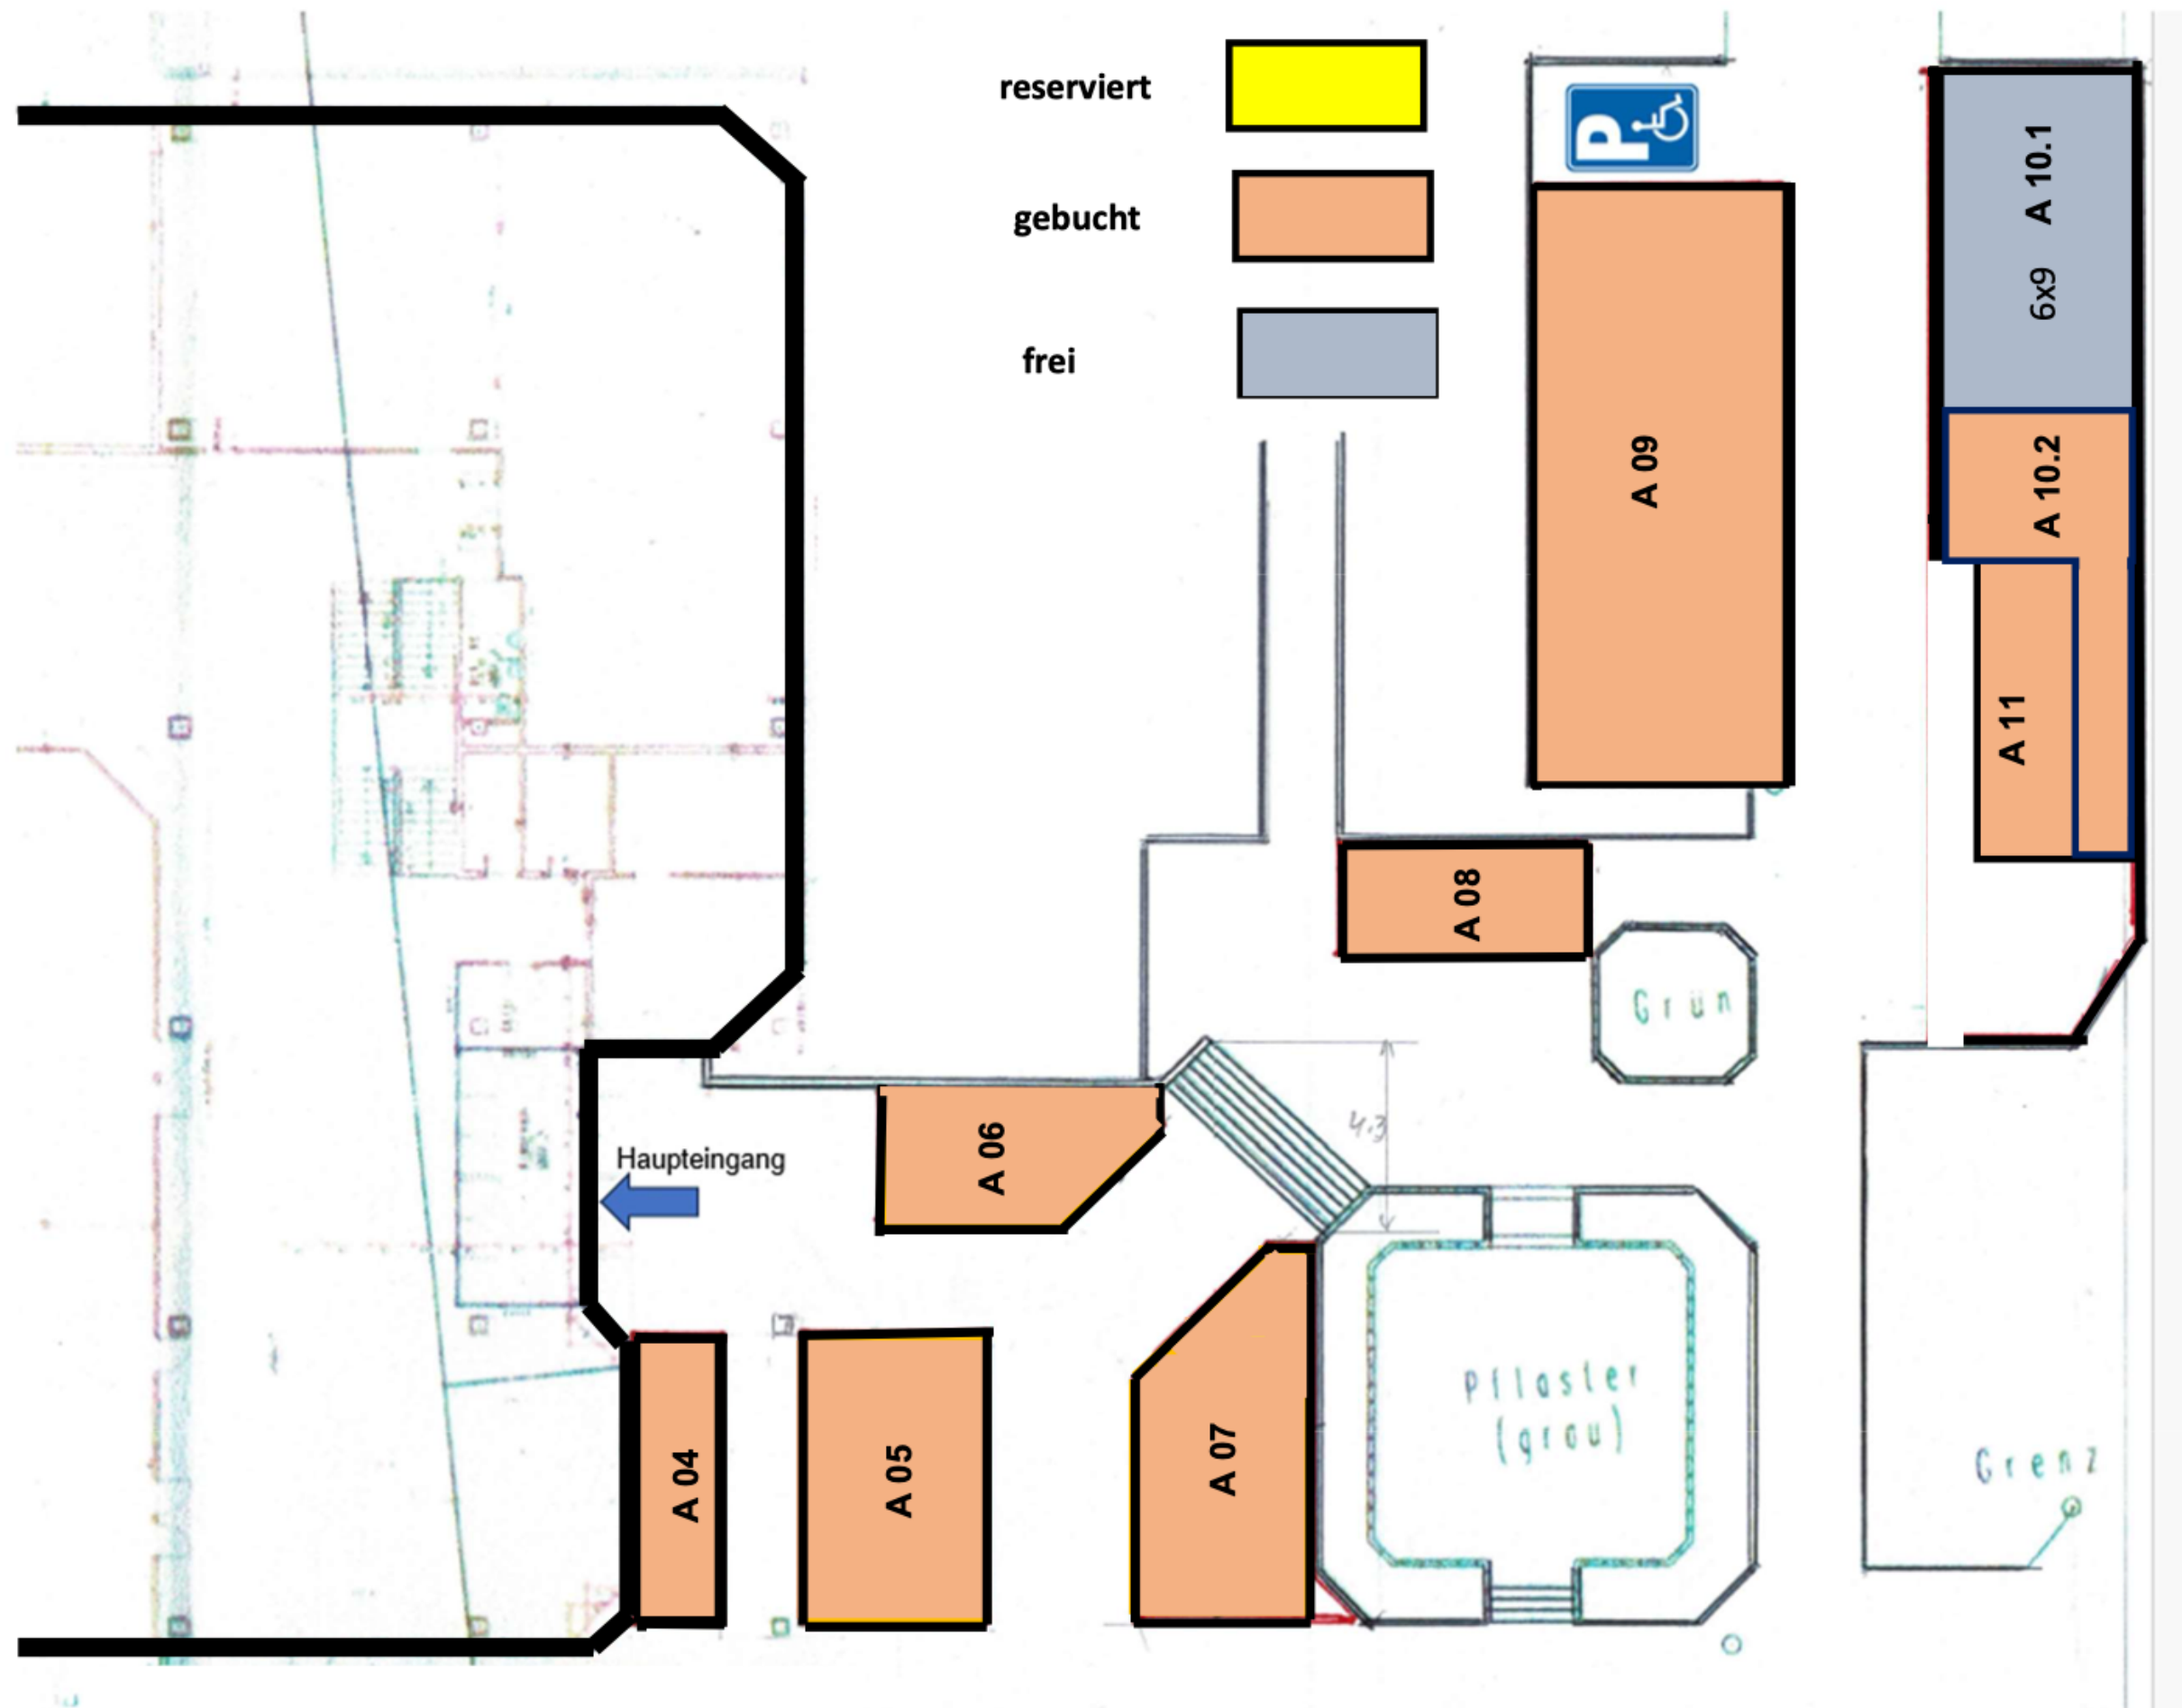 reserviert
gebucht
frei
P
A 10.1
6x9
A 09
A 10.2
A 11
A 08
Grün
4.3
A 06
Haupteingang
Pflaster
(grau)
A 07
A 04
A 05
Grenz